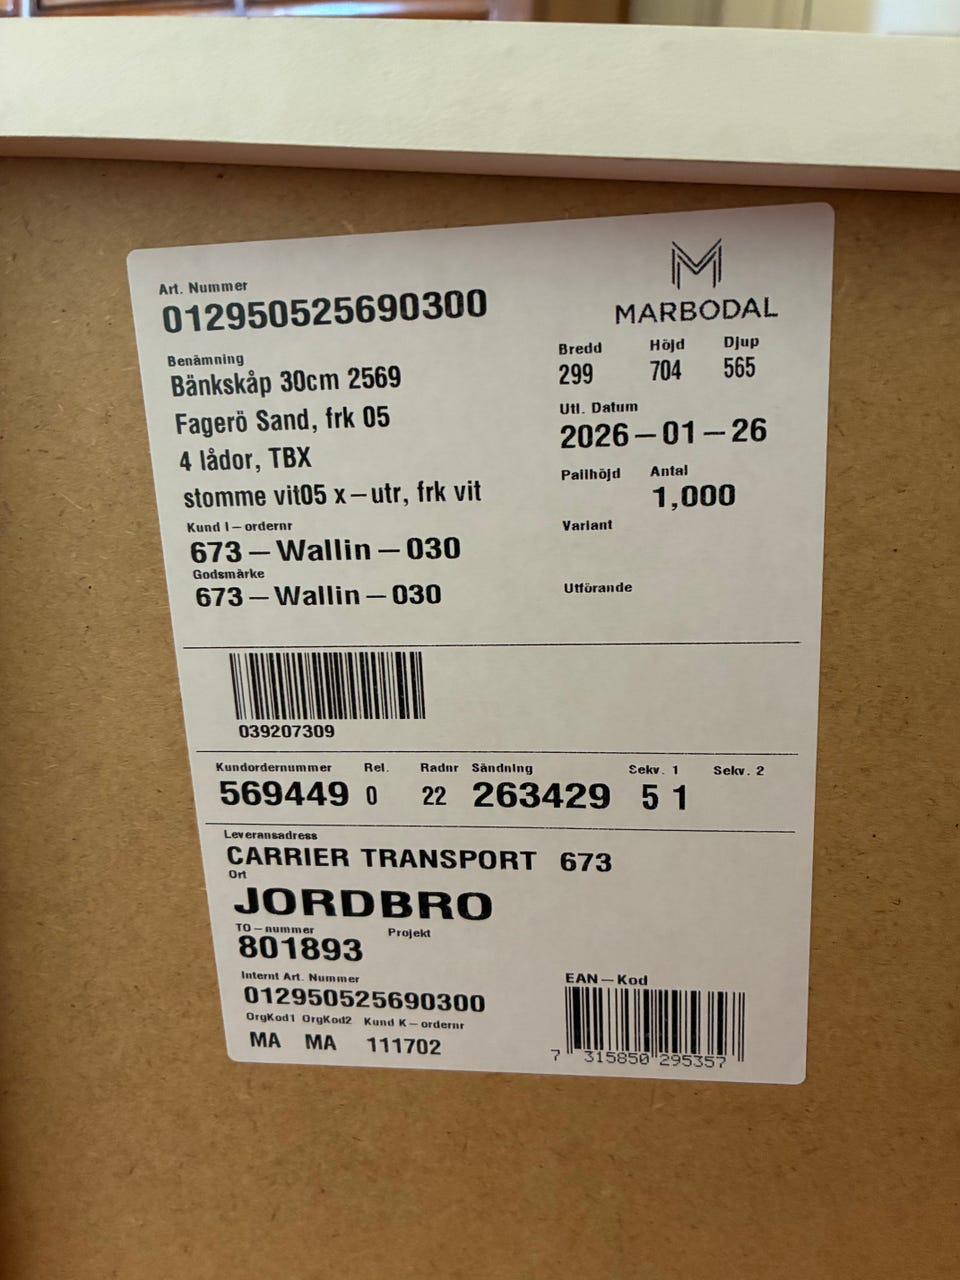 Art. Nummer
012950525690300
MARBODAL
Benämning
Bänkskåp 30cm 2569
Fagerö Sand, frk 05
4 lådor, TBX
stomme vit05 x-utr, frk vit
Bredd Höjd Djup
299 704 565
Utl. Datum
2026-01-26
Pallhöjd Antal
1,000
Variant
Utförande
Kund I-ordernr
673-Wallin-030
Godsmärke
673-Wallin-030
039207309
Kundordernummer Rel. Radnr Sändning Sekv. 1 Sekv. 2
569449 0 22 263429 5 1
Leveransadress
CARRIER TRANSPORT 673
Ort
JORDBRO
TO-nummer Projekt
801893
Internt Art. Nummer
012950525690300
OrgKod1 OrgKod2 Kund K-ordernr
MA MA 111702
EAN-Kod
7 315850 295357